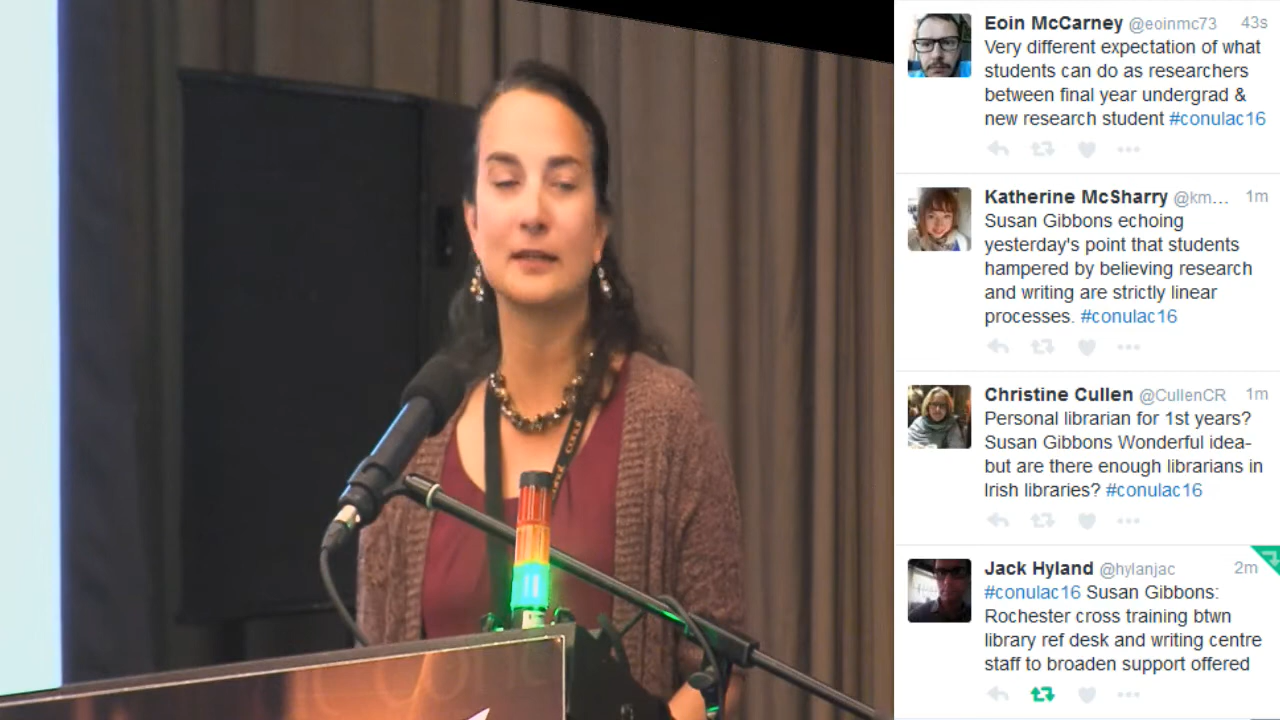 Eoin McCarney @eoinmc73 43s
Very different expectation of what
students can do as researchers
between final year undergrad &
new research student #conulac16
Katherine McSharry @km... 1m
Susan Gibbons echoing
yesterday's point that students
hampered by believing research
and writing are strictly linear
processes. #conulac16
Christine Cullen @CullenCR 1m
Personal librarian for 1st years?
Susan Gibbons Wonderful idea-
but are there enough librarians in
Irish libraries? #conulac16
Jack Hyland @hylanjac 2m
#conulac16 Susan Gibbons:
Rochester cross training btwn
library ref desk and writing centre
staff to broaden support offered